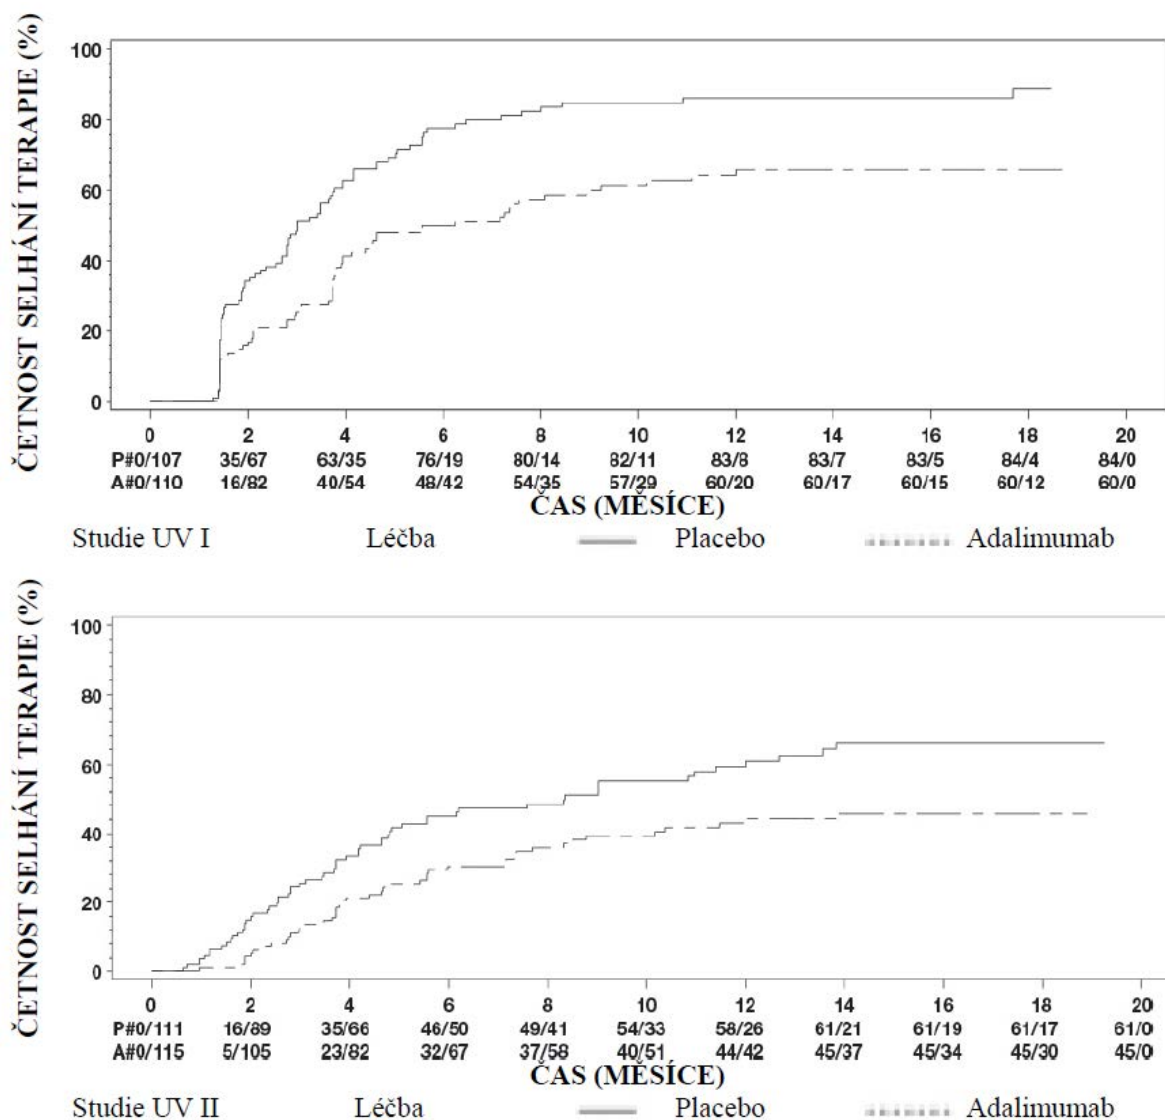 ČETNOST SELHÁNÍ TERAPIE (%)
100
80
60
40
20
0
0 2 4 6 8 10 12 14 16 18 20
P#0/107 35/67 63/35 76/19 80/14 82/11 83/8 83/7 83/5 84/4 84/0
A#0/110 16/82 40/54 48/42 54/35 57/29 60/20 60/17 60/15 60/12 60/0
ČAS (MĚSÍCE)
Studie UV I Léčba Placebo Adalimumab
ČETNOST SELHÁNÍ TERAPIE (%)
100
80
60
40
20
0
0 2 4 6 8 10 12 14 16 18 20
P#0/111 16/89 35/66 46/50 49/41 54/33 58/26 61/21 61/19 61/17 61/0
A#0/115 5/105 23/82 32/67 37/58 40/51 44/42 45/37 45/34 45/30 45/0
ČAS (MĚSÍCE)
Studie UV II Léčba Placebo Adalimumab